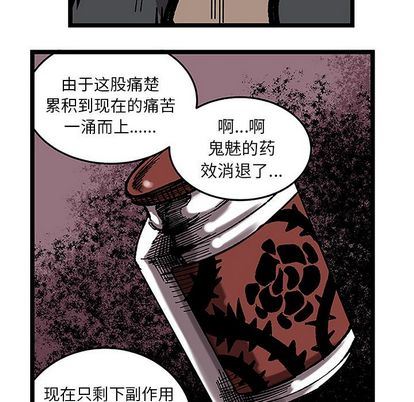 由于这股痛楚
累积到现在的痛苦
一涌而上......
啊...啊
鬼魅的药
效消退了...
现在只剩下副作用